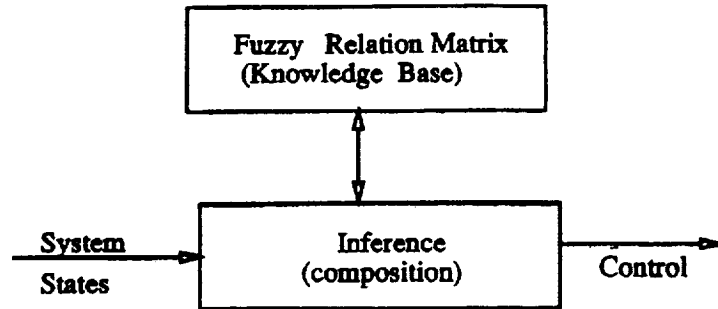 Fuzzy Relation Matrix
(Knowledge Base)
System
States
Inference
(composition)
Control